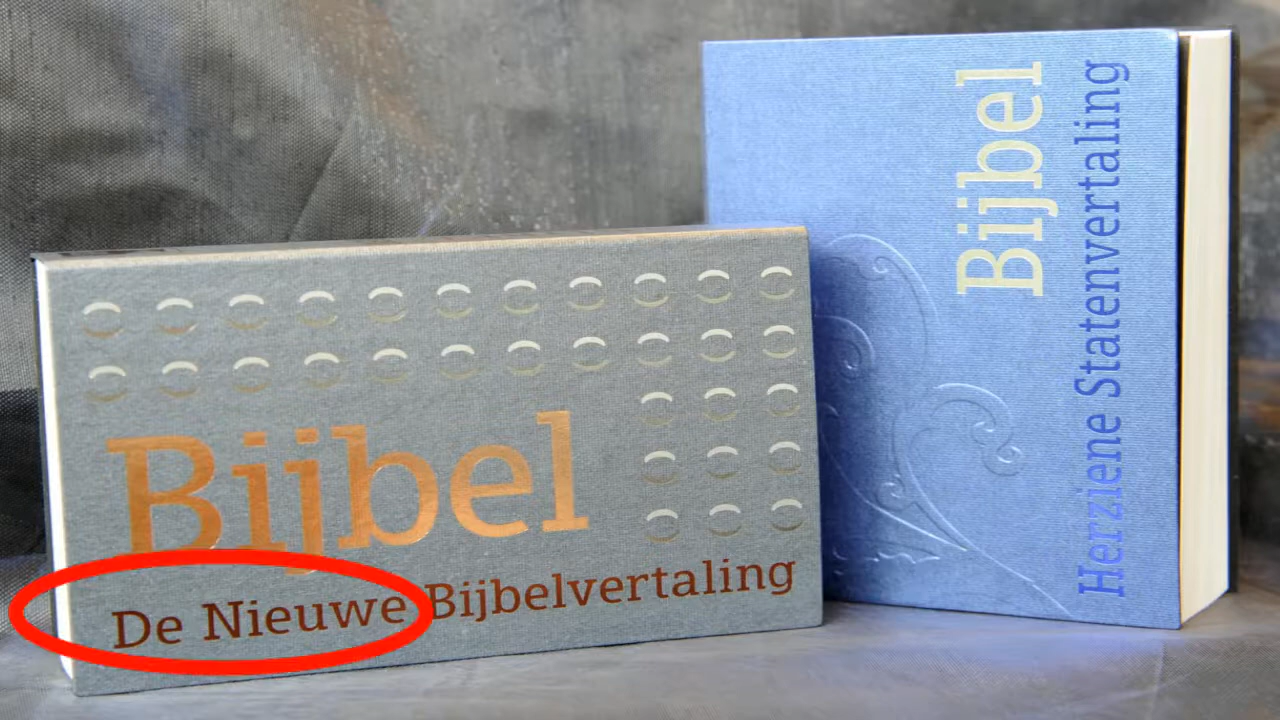 Bijbel
De Nieuwe Bijbelvertaling
Bijbel
Herziene Statenvertaling